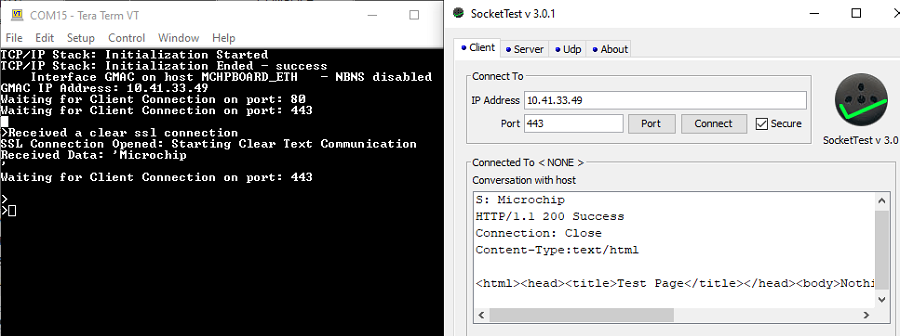 COM15 - Tera Term VT
File Edit Setup Control Window Help
TCP/IP Stack: Initialization Started
TCP/IP Stack: Initialization Ended - success
Interface GMAC on host MCHPBOARD_ETH - NBNS disabled
GMAC IP Address: 10.41.33.49
Waiting for Client Connection on port: 80
Waiting for Client Connection on port: 443
>Received a clear ssl connection
SSL Connection Opened: Starting Clear Text Communication
Received Data: 'Microchip
'
Waiting for Client Connection on port: 443
>
>
SocketTest v 3.0.1
Client Server Udp About
Connect To
IP Address 10.41.33.49
Port 443 Port Connect Secure
SocketTest v 3.0
Connected To < NONE >
Conversation with host
S: Microchip
HTTP/1.1 200 Success
Connection: Close
Content-Type:text/html
<html><head><title>Test Page</title></head><body>Nothi